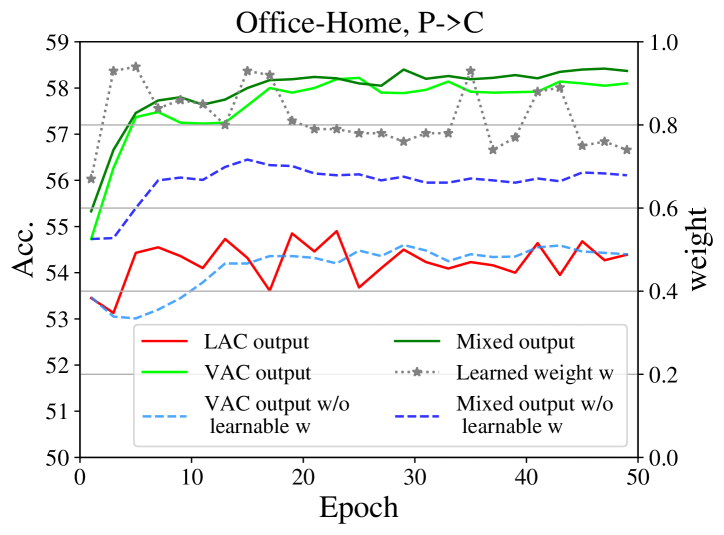 Office-Home, P->C
59
58
57
56
55
54
53
52
51
50
Acc.
1.0
0.8
0.6
0.4
0.2
0.0
weight
LAC output
VAC output
VAC output w/o
learnable w
Mixed output
Learned weight w
Mixed output w/o
learnable w
0 10 20 30 40 50
Epoch